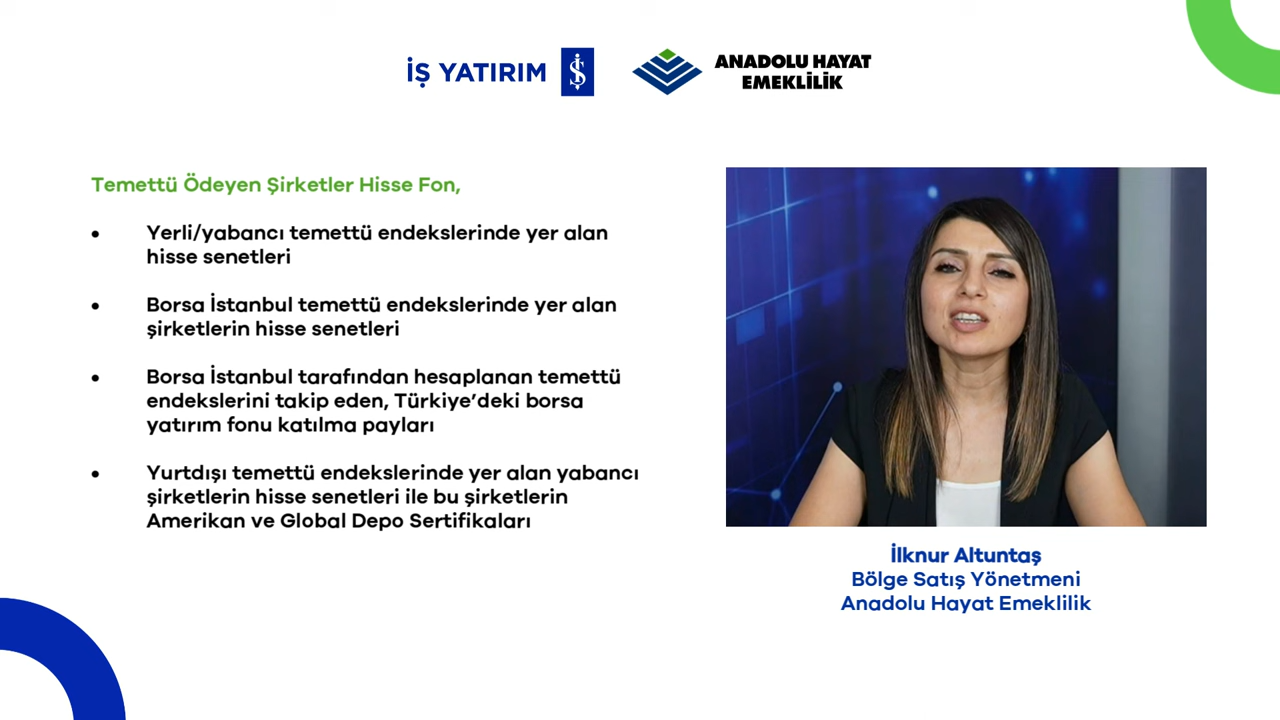 İŞ YATIRIM
ANADOLU HAYAT
EMEKLİLİK
Temettü Ödeyen Şirketler Hisse Fon,
• Yerli/yabancı temettü endekslerinde yer alan
hisse senetleri
• Borsa İstanbul temettü endekslerinde yer alan
şirketlerin hisse senetleri
• Borsa İstanbul tarafından hesaplanan temettü
endekslerini takip eden, Türkiye’deki borsa
yatırım fonu katılma payları
• Yurtdışı temettü endekslerinde yer alan yabancı
şirketlerin hisse senetleri ile bu şirketlerin
Amerikan ve Global Depo Sertifikaları
İlknur Altuntaş
Bölge Satış Yönetmeni
Anadolu Hayat Emeklilik